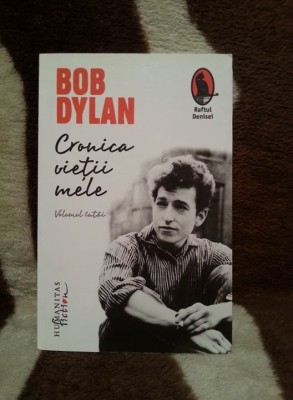 BOB
DYLAN
Raftul
Denisei
Cronica
vieții
mele
Volumul întâi
HUMANITAS
fiction